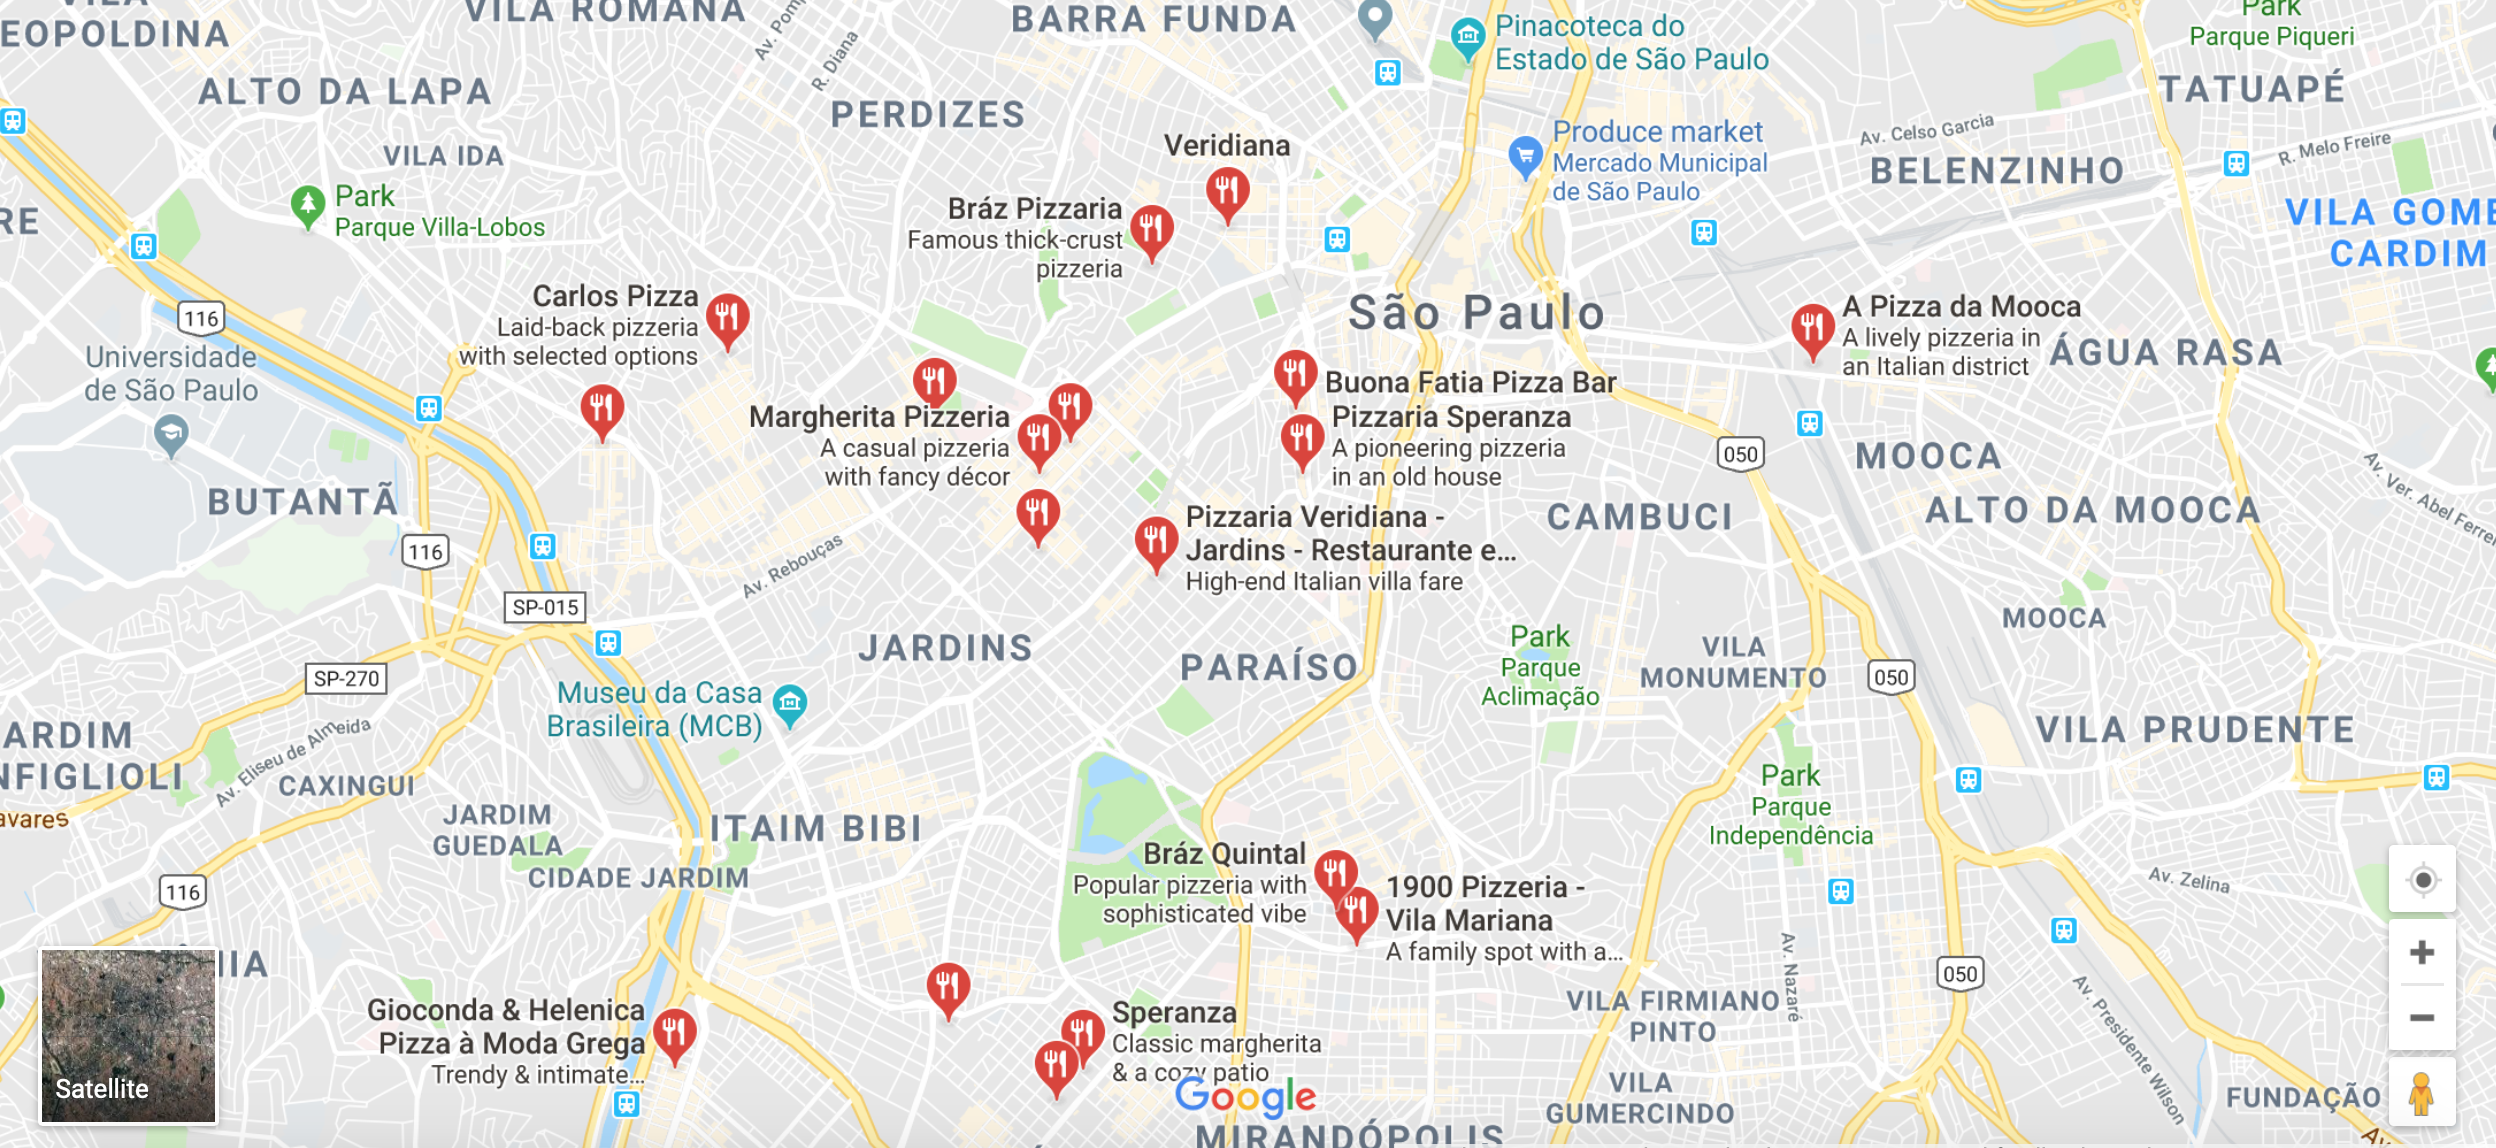 VILA ROMANA
EOPOLDINA
BARRA FUNDA
Pinacoteca do
Estado de São Paulo
Park
Parque Piqueri
ALTO DA LAPA
R. Diana
PERDIZES
TATUAPÉ
VILA IDA
Veridiana
Produce market
Mercado Municipal
de São Paulo
Av. Celso Garcia
R. Melo Freire
BELENZINHO
Park
Parque Villa-Lobos
Bráz Pizzaria
Famous thick-crust
pizzeria
RE
VILA GOME
CARDIM
Carlos Pizza
Laid-back pizzeria
with selected options
116
São Paulo
A Pizza da Mooca
A lively pizzeria in
an Italian district
ÁGUA RASA
Universidade
de São Paulo
Buona Fatia Pizza Bar
Margherita Pizzeria
A casual pizzeria
with fancy décor
Pizzaria Speranza
A pioneering pizzeria
in an old house
050
MOOCA
BUTANTÃ
Pizzaria Veridiana -
Jardins - Restaurante e...
High-end Italian villa fare
CAMBUCI
ALTO DA MOOCA
Av. Ver. Abel Ferrei
116
Av. Rebouças
SP-015
MOOCA
JARDINS
PARAÍSO
Park
Parque
Aclimação
VILA
MONUMENTO
050
SP-270
Museu da Casa
Brasileira (MCB)
ARDIM
NFIGLIOLI
Av. Eliseu de Almeida
VILA PRUDENTE
CAXINGUI
Park
Parque
Independência
avares
JARDIM
GUEDALA
ITAIM BIBI
CIDADE JARDIM
116
Bráz Quintal
Popular pizzeria with
sophisticated vibe
1900 Pizzeria -
Vila Mariana
A family spot with a...
Av. Zelina
IIA
Av. Nazaré
050
Gioconda & Helenica
Pizza à Moda Grega
Trendy & intimate...
Speranza
Classic margherita
& a cozy patio
VILA FIRMIANO
PINTO
Av. Presidente Wilson
Satellite
Google
VILA
GUMERCINDO
FUNDAÇÃO
MIRANDÓPOLIS